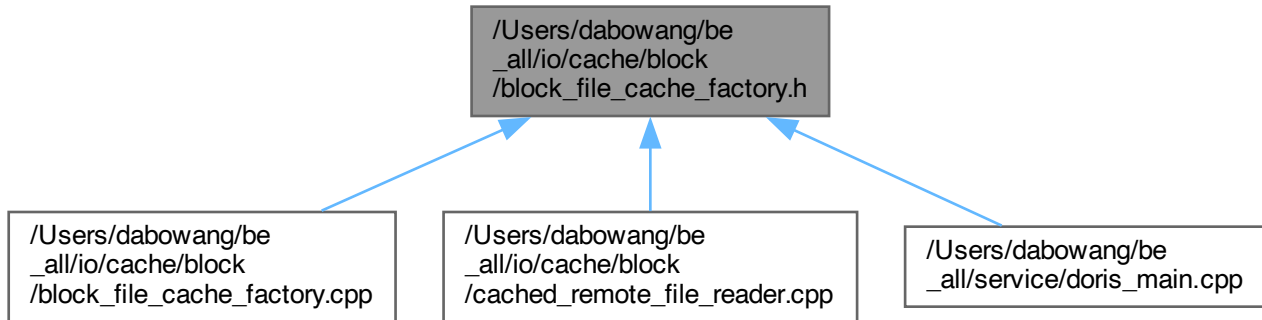 /Users/dabowang/be
_all/io/cache/block
/block_file_cache_factory.h
/Users/dabowang/be
_all/io/cache/block
/block_file_cache_factory.cpp
/Users/dabowang/be
_all/io/cache/block
/cached_remote_file_reader.cpp
/Users/dabowang/be
_all/service/doris_main.cpp